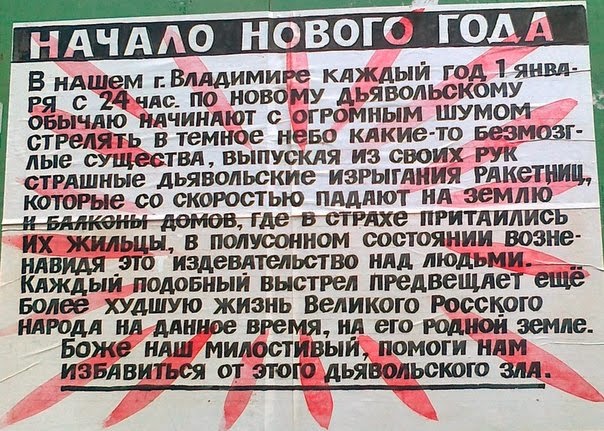 НАЧАЛО НОВОГО ГОДА
В нашем г. Владимире каждый год 1 янва-
ря с 24 час. по новому дьявольскому
обычаю начинают с огромным шумом
стрелять в темное небо какие-то безмозг-
лые существа, выпуская из своих рук
страшные дьявольские изрыгания ракетниц,
которые со скоростью падают на землю
и балконы домов, где в страхе притаились
их жильцы, в полусонном состоянии возне-
навидя это издевательство над людьми.
Каждый подобный выстрел предвещает ещё
более худшую жизнь Великого Росского
народа на данное время, на его родной земле.
Боже наш милостивый, помоги нам
избавиться от этого дьявольского зла.